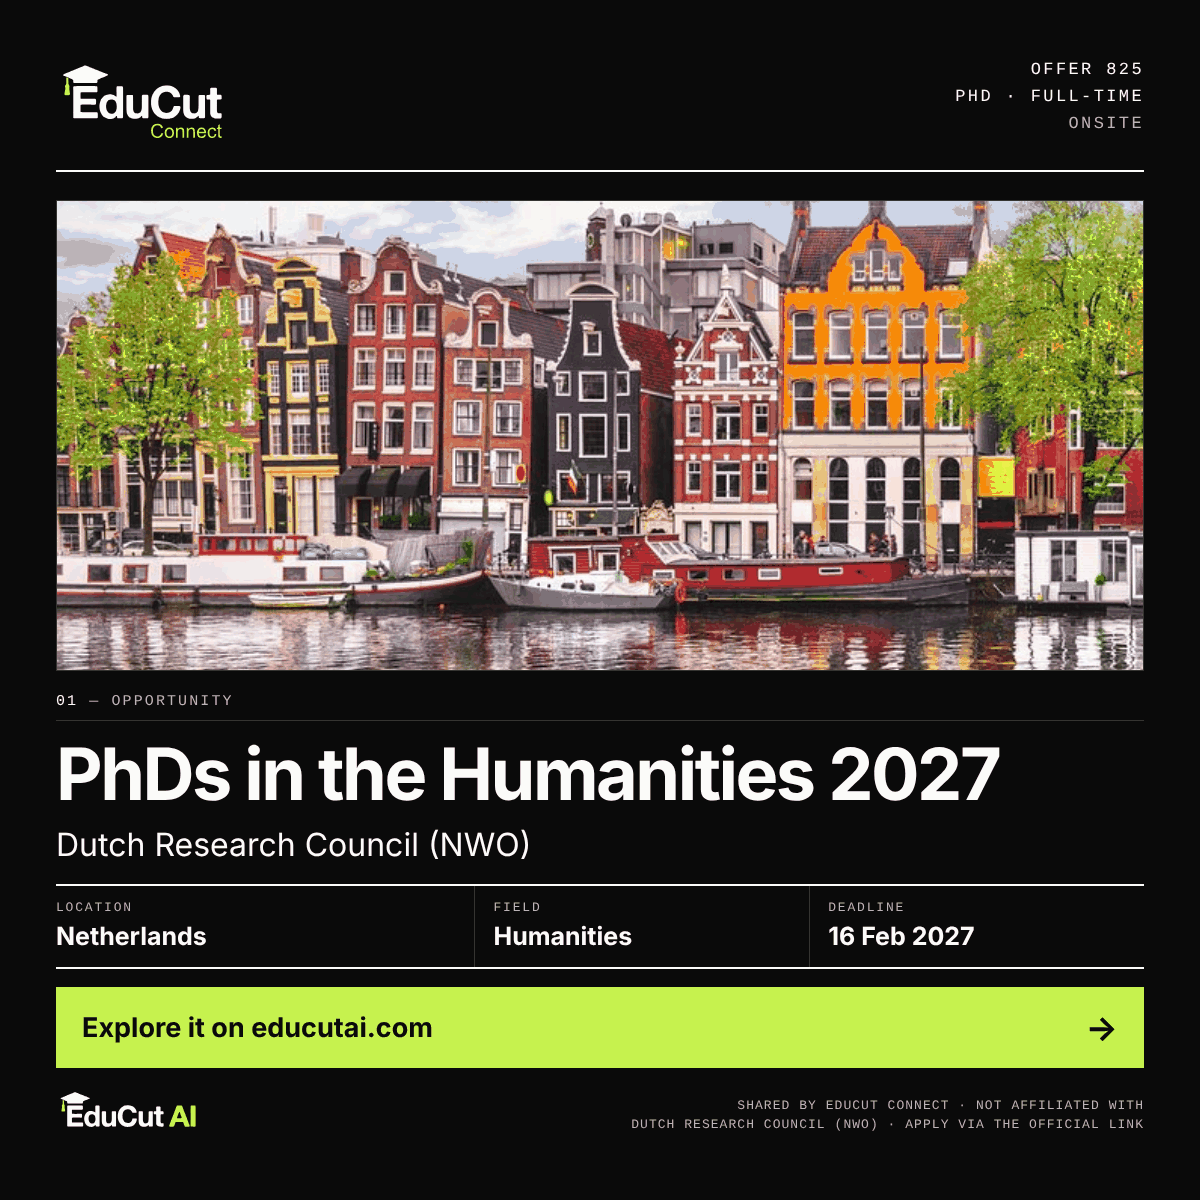 EduCut
Connect
OFFER 825
PHD · FULL-TIME
ONSITE
01 — OPPORTUNITY
PhDs in the Humanities 2027
Dutch Research Council (NWO)
LOCATION
Netherlands
FIELD
Humanities
DEADLINE
16 Feb 2027
Explore it on educutai.com →
EduCut AI
SHARED BY EDUCUT CONNECT · NOT AFFILIATED WITH
DUTCH RESEARCH COUNCIL (NWO) · APPLY VIA THE OFFICIAL LINK